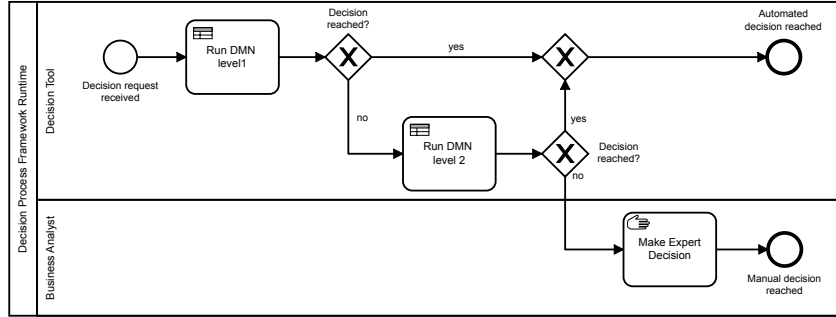 Decision Process Framework Runtime
Decision Tool
Decision request
received
Run DMN
level1
Decision
reached?
yes
no
Run DMN
level 2
yes
Decision
reached?
no
Automated
decision reached
Business Analyst
Make Expert
Decision
Manual decision
reached